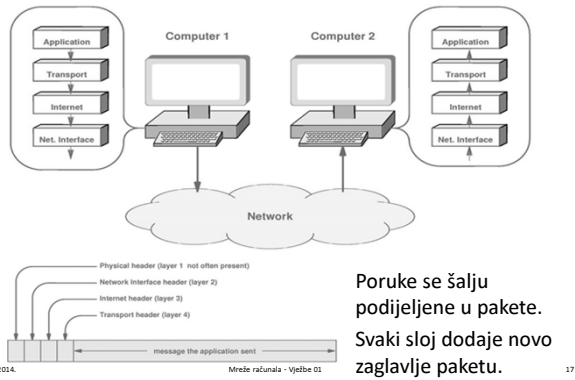 Computer 1
Computer 2
Application
Transport
Internet
Net. Interface
Application
Transport
Internet
Net. Interface
Network
Physical header (layer 1 not often present)
Network Interface header (layer 2)
Internet header (layer 3)
Transport header (layer 4)
message the application sent
Poruke se šalju
podijeljene u pakete.
Svaki sloj dodaje novo
zaglavlje paketu.
2014.
Mreže računala - Vježbe 01
17